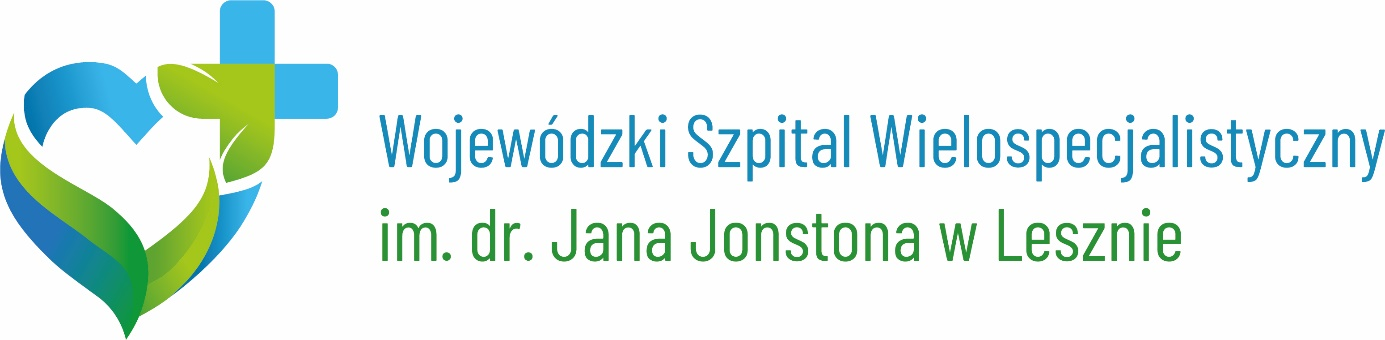 Wojewódzki Szpital Wielospecjalistyczny
im. dr. Jana Jonstona w Lesznie